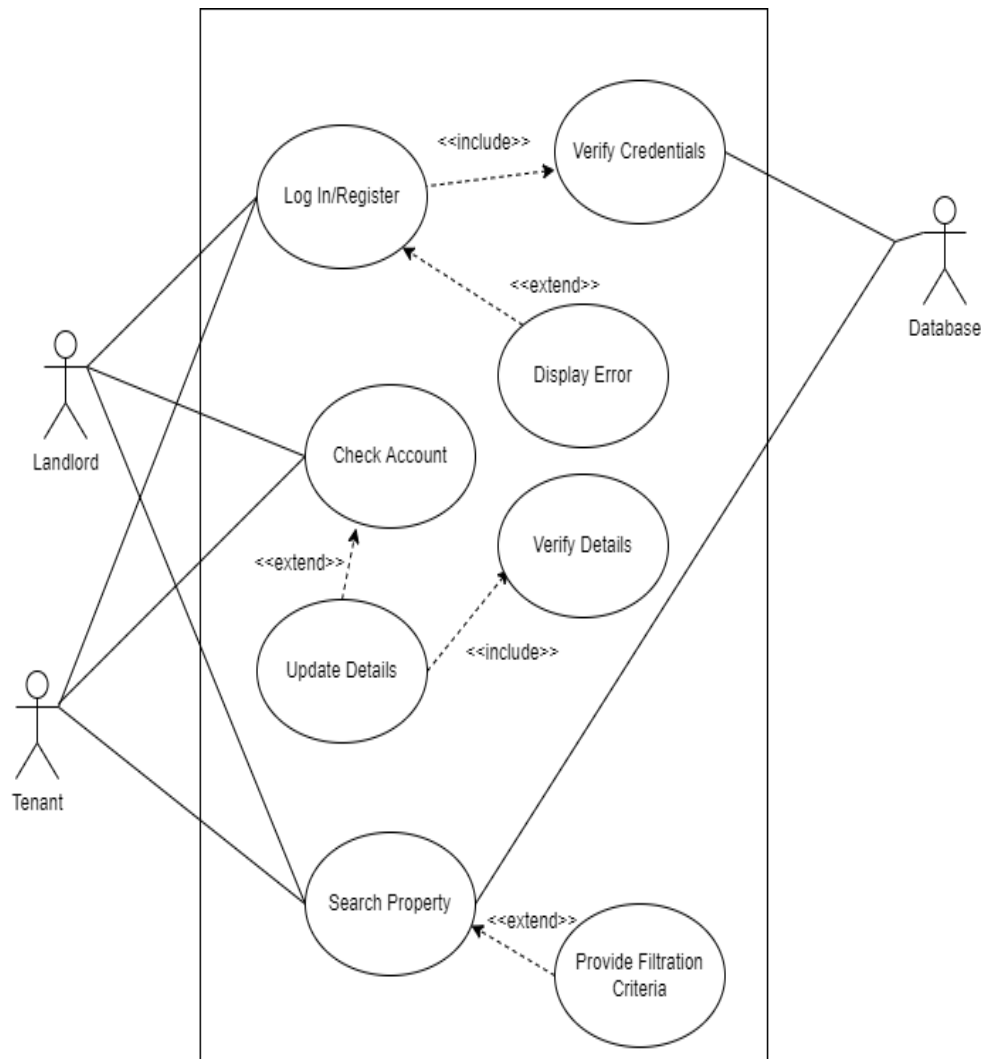 <<include>>
Verify Credentials
Log In/Register
<<extend>>
Database
Display Error
Landlord
Check Account
Verify Details
<<extend>>
<<include>>
Update Details
Tenant
Search Property
<<extend>>
Provide Filtration
Criteria